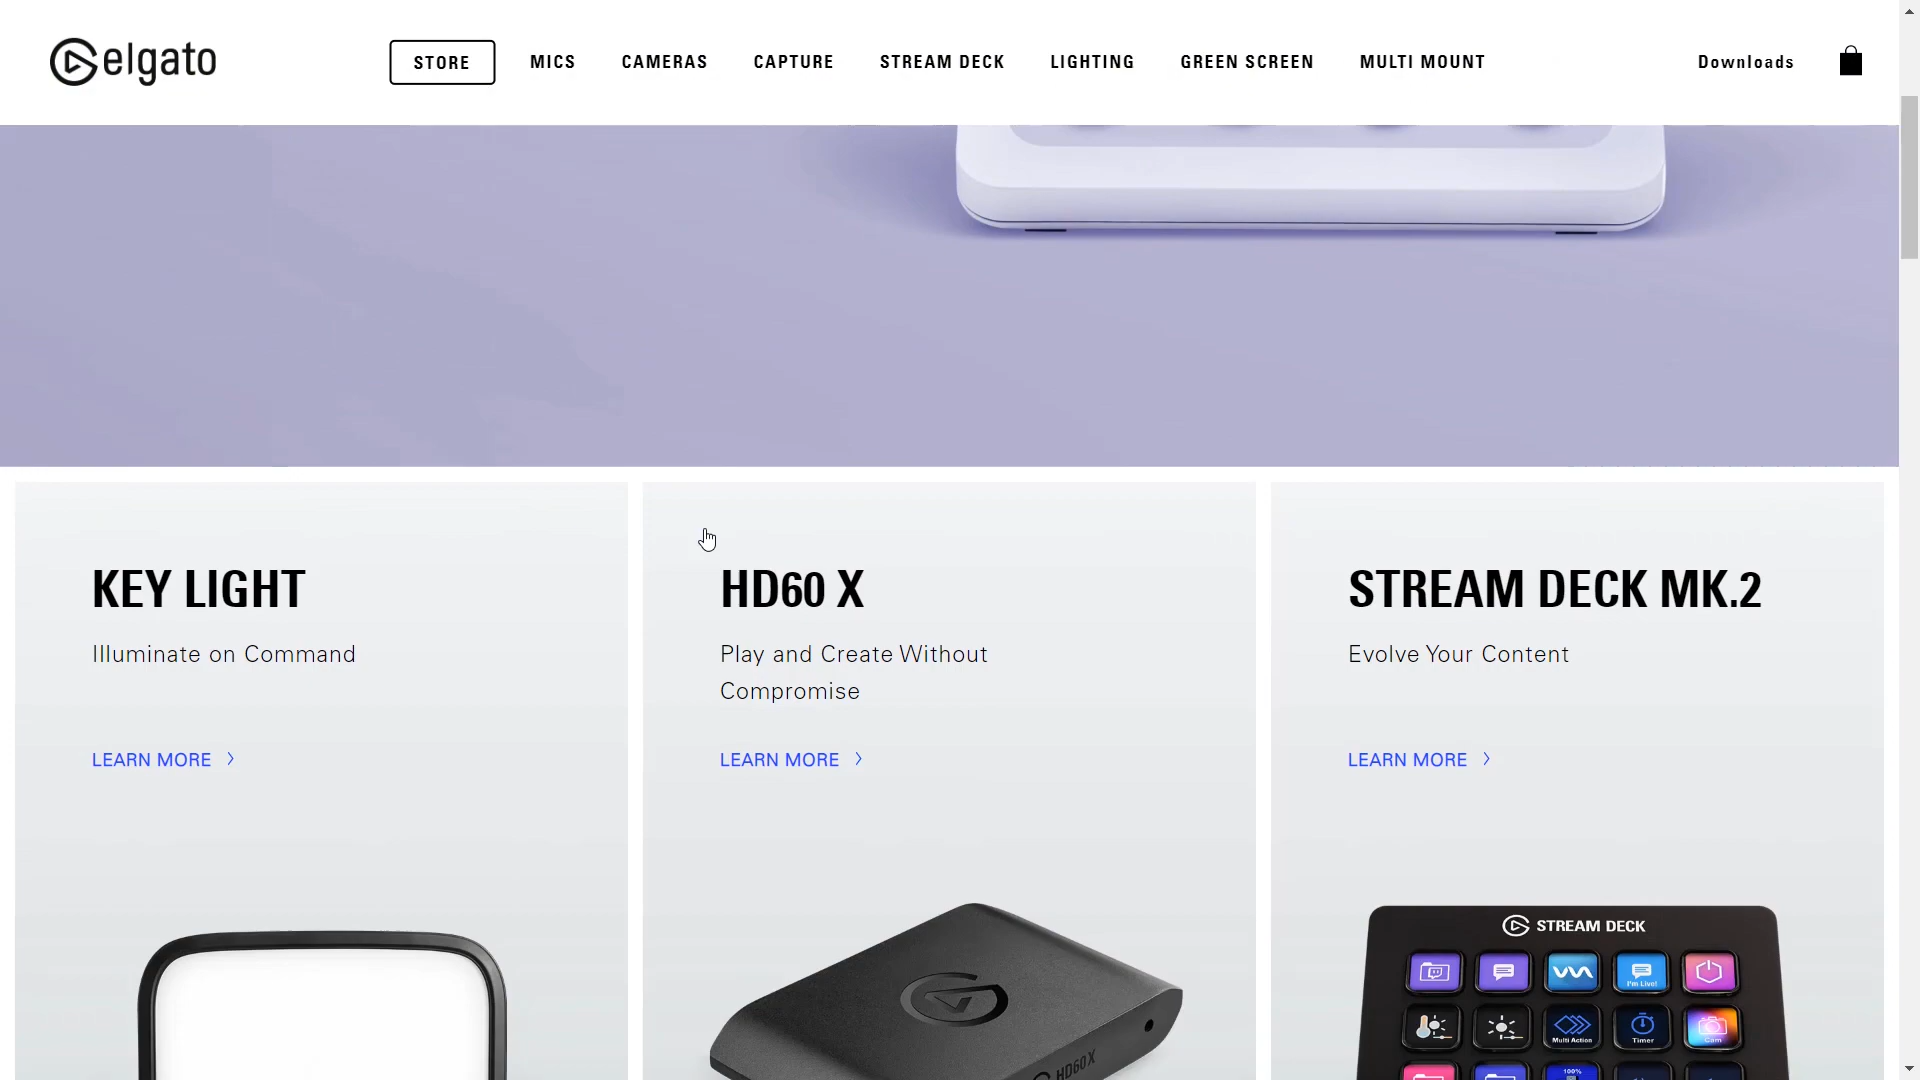 elgato
STORE
MICS
CAMERAS
CAPTURE
STREAM DECK
LIGHTING
GREEN SCREEN
MULTI MOUNT
Downloads
KEY LIGHT
Illuminate on Command
LEARN MORE
HD60 X
Play and Create Without
Compromise
LEARN MORE
HD60 X
STREAM DECK MK.2
Evolve Your Content
LEARN MORE
STREAM DECK
I'm Live!
Multi Action
Timer
Cam
100%